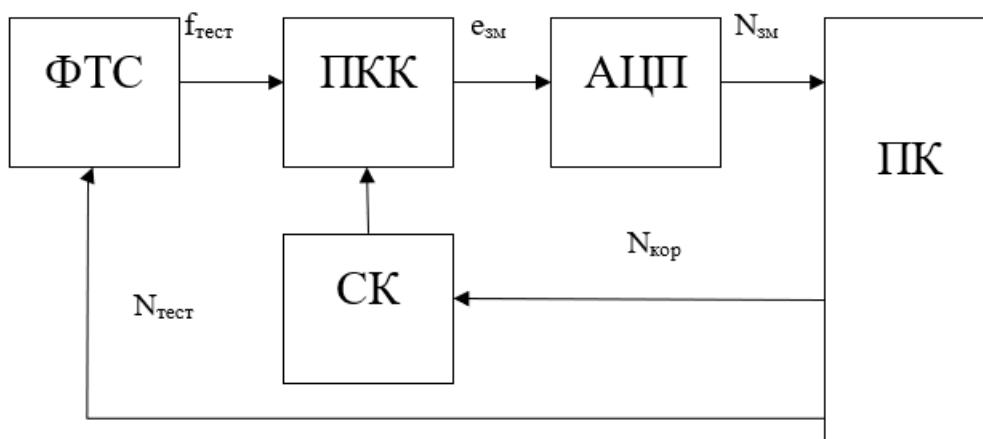 fтест
eзм
Nзм
ФТС
ПКК
АЦП
ПК
Nкор
СК
Nтест